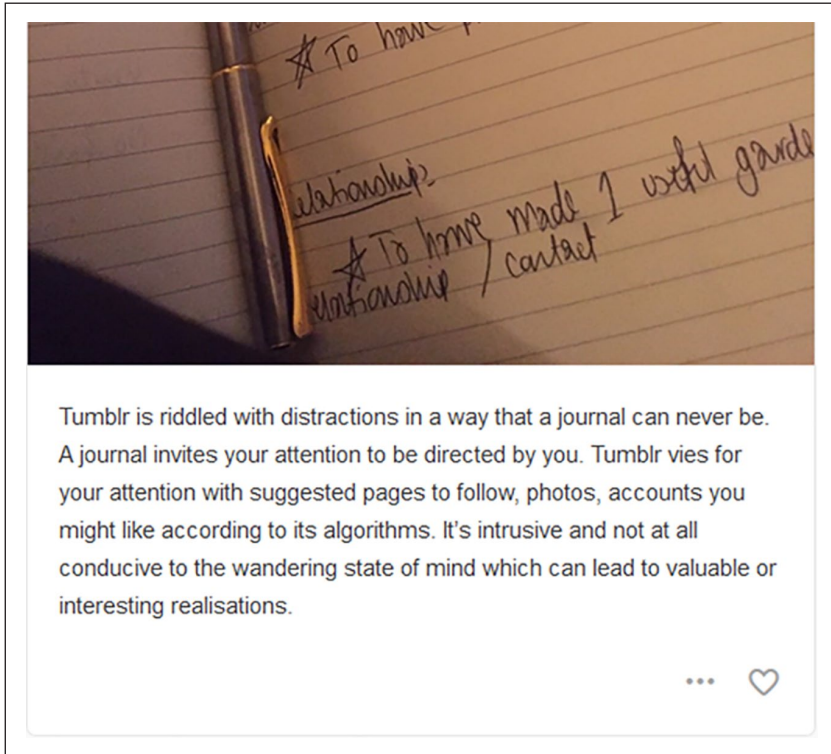 ☆ To have
Relationships
☆ To have made 1 useful garde
relationship / contact
Tumblr is riddled with distractions in a way that a journal can never be.
A journal invites your attention to be directed by you. Tumblr vies for
your attention with suggested pages to follow, photos, accounts you
might like according to its algorithms. It’s intrusive and not at all
conducive to the wandering state of mind which can lead to valuable or
interesting realisations.